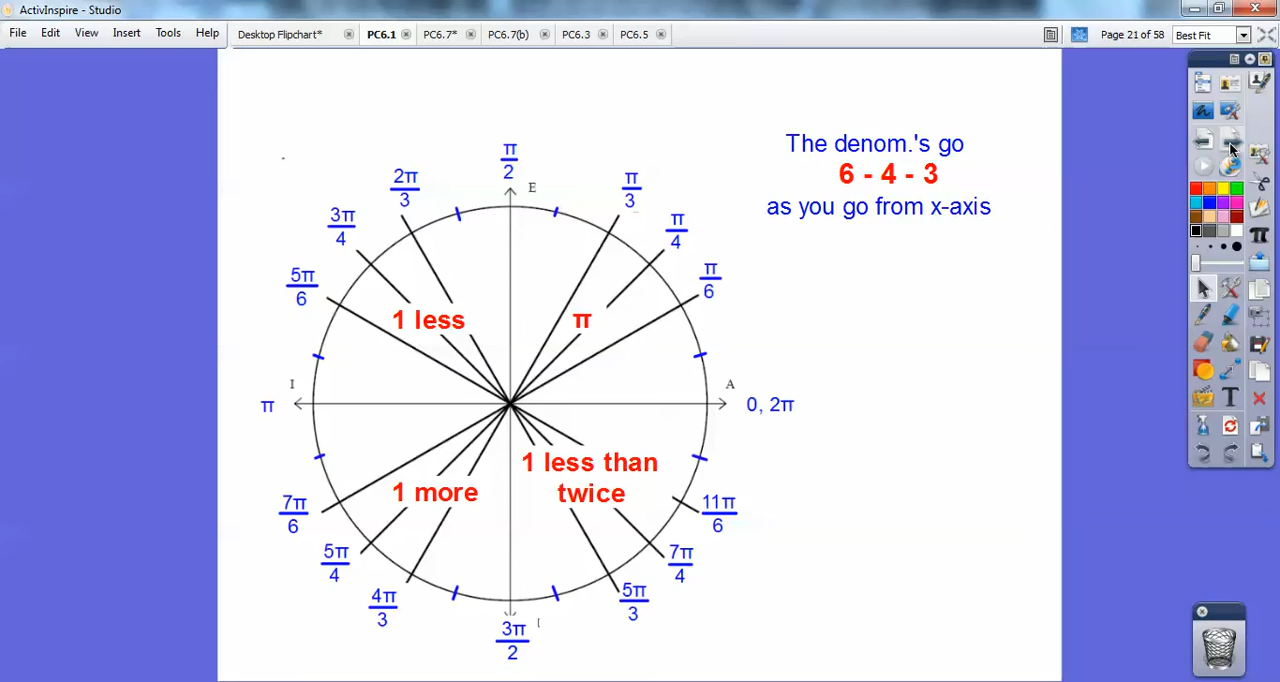 ActivInspire - Studio
File Edit View Insert Tools Help
Desktop Flipchart* PC6.1 PC6.7* PC6.7(b) PC6.3 PC6.5
Page 21 of 58 Best Fit
The denom.'s go
6 - 4 - 3
as you go from x-axis
π
2
E
2π
3
π
3
3π
4
π
4
5π
6
π
6
1 less
π
I
A
π
0, 2π
1 less than
twice
1 more
7π
6
11π
6
5π
4
7π
4
4π
3
5π
3
3π
2
T
π